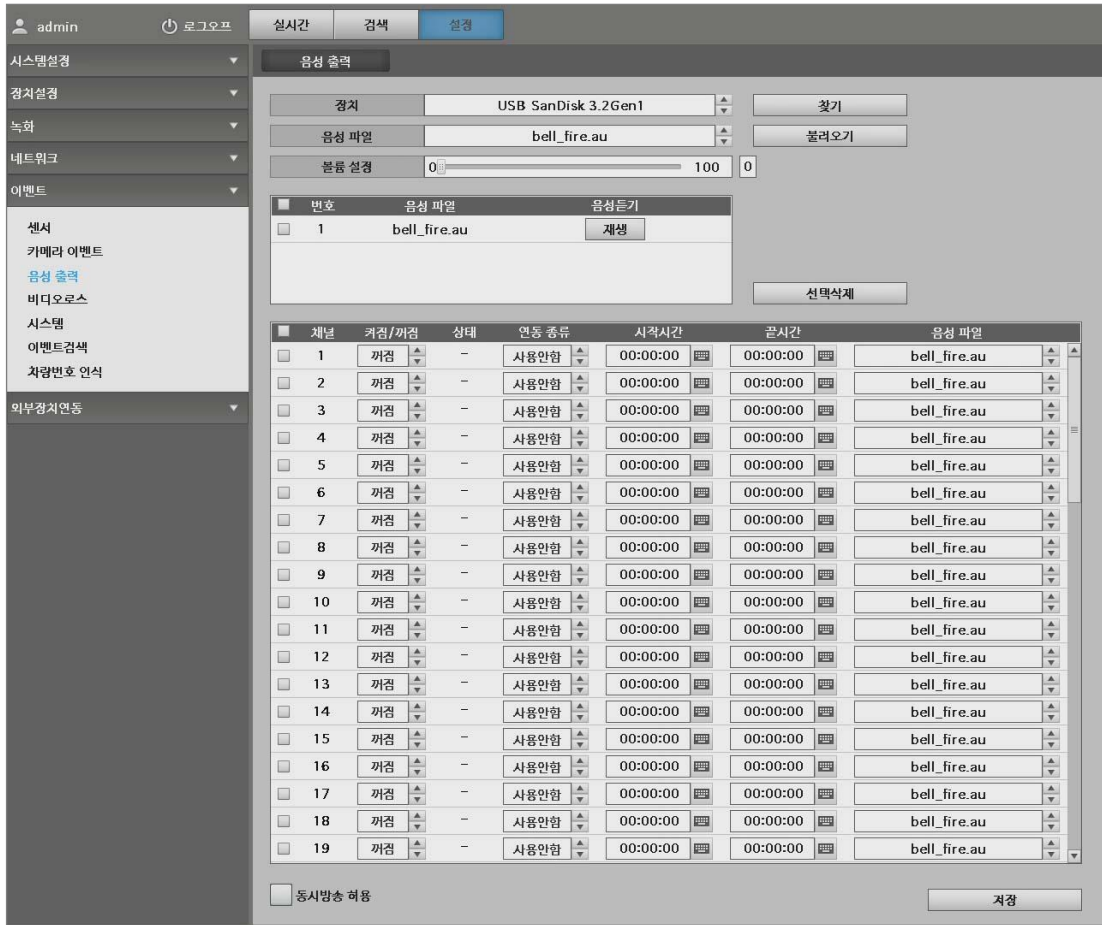 admin 로그오프 실시간 검색 설정
시스템설정
음성 출력
장치설정
장치 USB SanDisk 3.2Gen1 찾기
녹화
음성 파일 bell_fire.au 불러오기
네트워크
볼륨 설정 0 100 0
이벤트
번호 음성 파일 음성듣기
1 bell_fire.au 재생
선택삭제
센서
카메라 이벤트
음성 출력
비디오로스
시스템
이벤트검색
차량번호 인식
외부장치연동
채널 켜짐/꺼짐 상태 연동 종류 시작시간 끝시간 음성 파일
1 꺼짐 - 사용안함 00:00:00 00:00:00 bell_fire.au
2 꺼짐 - 사용안함 00:00:00 00:00:00 bell_fire.au
3 꺼짐 - 사용안함 00:00:00 00:00:00 bell_fire.au
4 꺼짐 - 사용안함 00:00:00 00:00:00 bell_fire.au
5 꺼짐 - 사용안함 00:00:00 00:00:00 bell_fire.au
6 꺼짐 - 사용안함 00:00:00 00:00:00 bell_fire.au
7 꺼짐 - 사용안함 00:00:00 00:00:00 bell_fire.au
8 꺼짐 - 사용안함 00:00:00 00:00:00 bell_fire.au
9 꺼짐 - 사용안함 00:00:00 00:00:00 bell_fire.au
10 꺼짐 - 사용안함 00:00:00 00:00:00 bell_fire.au
11 꺼짐 - 사용안함 00:00:00 00:00:00 bell_fire.au
12 꺼짐 - 사용안함 00:00:00 00:00:00 bell_fire.au
13 꺼짐 - 사용안함 00:00:00 00:00:00 bell_fire.au
14 꺼짐 - 사용안함 00:00:00 00:00:00 bell_fire.au
15 꺼짐 - 사용안함 00:00:00 00:00:00 bell_fire.au
16 꺼짐 - 사용안함 00:00:00 00:00:00 bell_fire.au
17 꺼짐 - 사용안함 00:00:00 00:00:00 bell_fire.au
18 꺼짐 - 사용안함 00:00:00 00:00:00 bell_fire.au
19 꺼짐 - 사용안함 00:00:00 00:00:00 bell_fire.au
동시방송 허용
저장